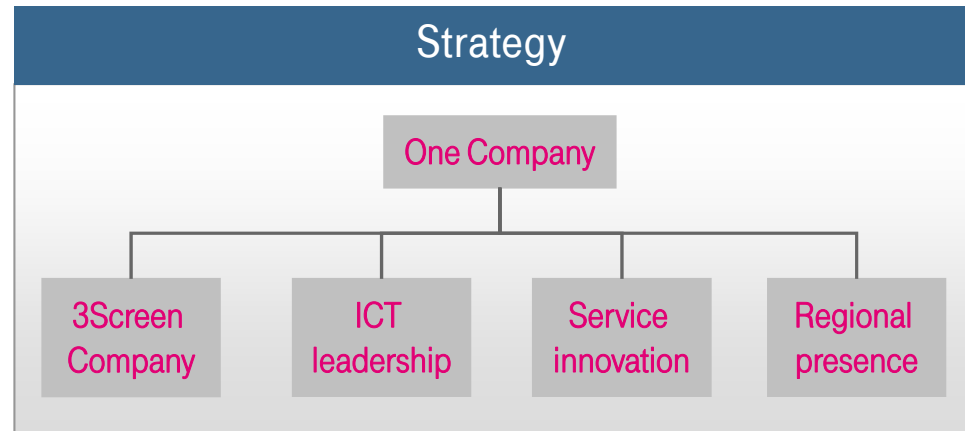 Strategy
One Company
3Screen
Company
ICT
leadership
Service
innovation
Regional
presence